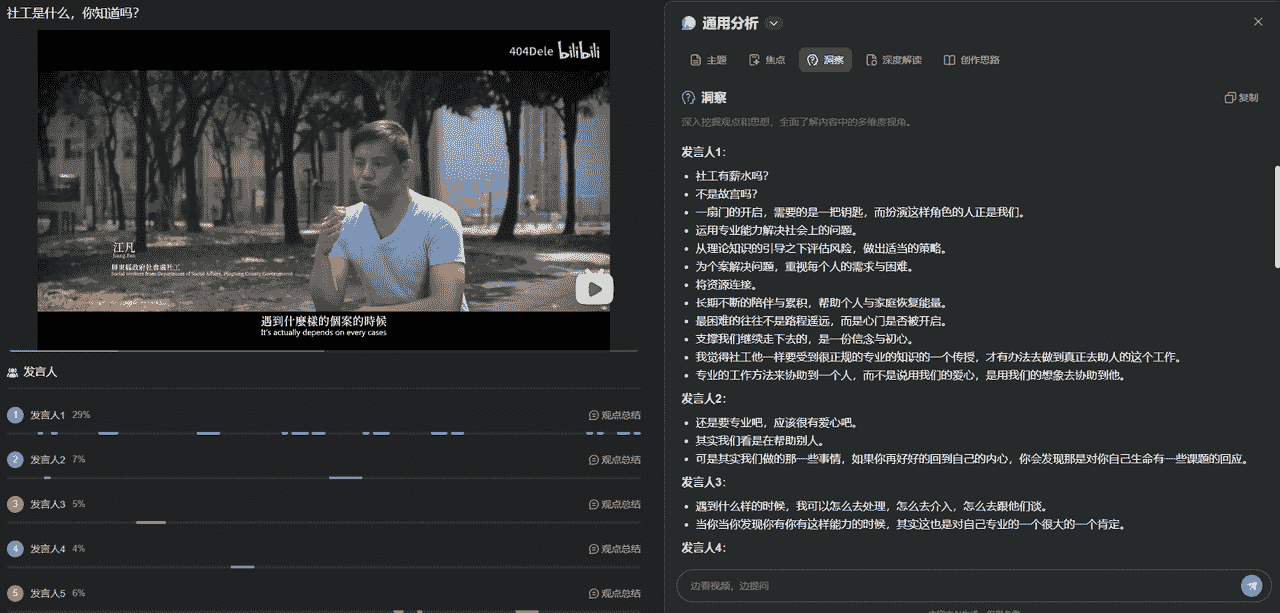 社工是什么，你知道吗？
404Dele bilibili
江凡
Jiang Fan
屏東縣政府社會處社工
Social workers from Department of Social Affairs, Pingtung County Government
遇到什麼樣的個案的時候
It's actually depends on every cases
发言人
1 发言人1 29% 观点总结
2 发言人2 7% 观点总结
3 发言人3 5% 观点总结
4 发言人4 4% 观点总结
5 发言人5 6% 观点总结
通用分析
主题 焦点 洞察 深度解读 创作思路
洞察 复制
深入挖掘观点和思想，全面了解内容中的多维度视角。
发言人1:
• 社工有薪水吗？
• 不是故宫吗？
• 一扇门的开启，需要的是一把钥匙，而扮演这样角色的人正是我们。
• 运用专业能力解决社会上的问题。
• 从理论知识的引导之下评估风险，做出适当的策略。
• 为个案解决问题，重视每个人的需求与困难。
• 将资源连接。
• 长期不断的陪伴与累积，帮助个人与家庭恢复能量。
• 最困难的往往不是路程遥远，而是心门是否被开启。
• 支撑我们继续走下去的，是一份信念与初心。
• 我觉得社工他一样要受到很正规的专业的知识的一个传授，才有办法去做到真正去助人的这个工作。
• 专业的工作方法来协助到一个人，而不是说用我们的爱心，是用我们的想象去协助到他。
发言人2:
• 还是要专业吧，应该很有爱心吧。
• 其实我们看是在帮助别人。
• 可是其实我们做的那一些事情，如果你再好好的回到自己的内心，你会发现那是对你自己生命有一些课题的回应。
发言人3:
• 遇到什么样的时候，我可以怎么去处理，怎么去介入，怎么去跟他们谈。
• 当你当你发现你有你有这样能力的时候，其实这也是对自己专业的一个很大的一个肯定。
发言人4:
边看视频，边提问